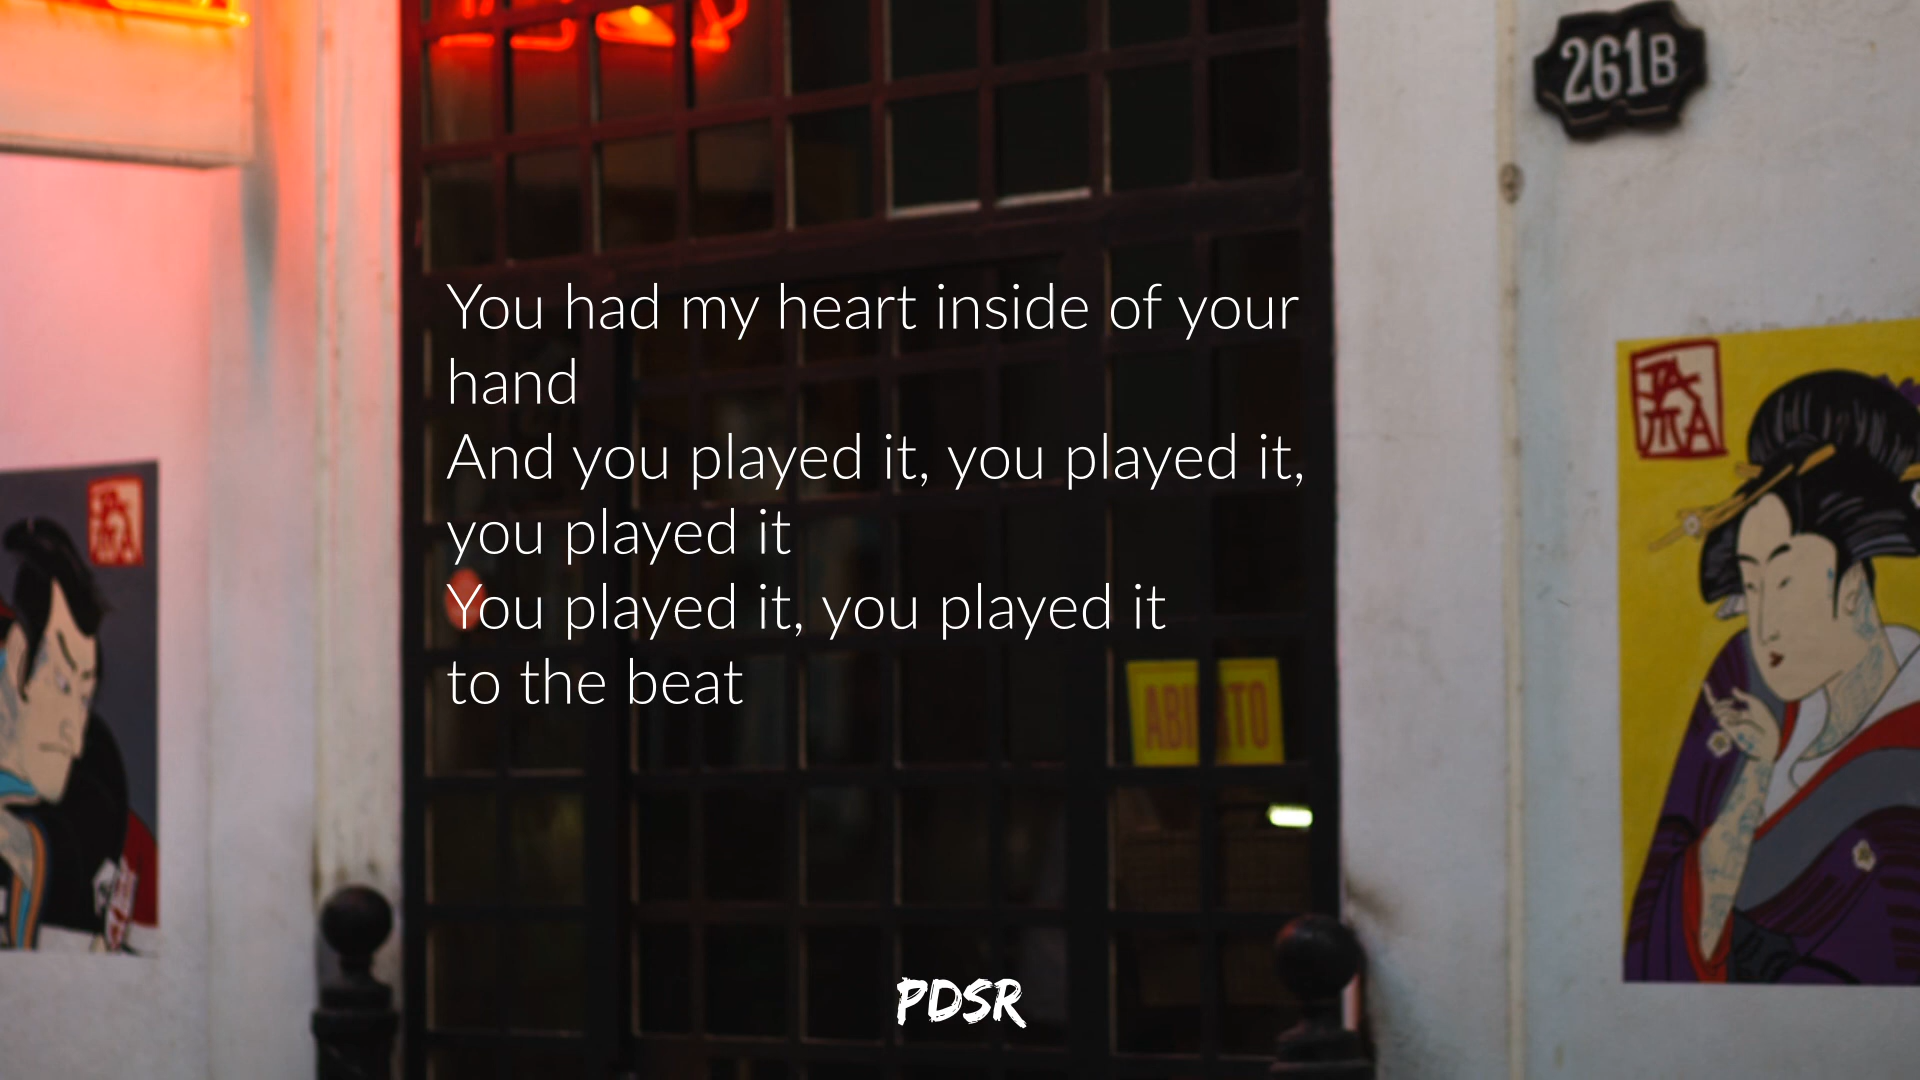 261B
You had my heart inside of your
hand
And you played it, you played it,
you played it
You played it, you played it
to the beat
PDSR